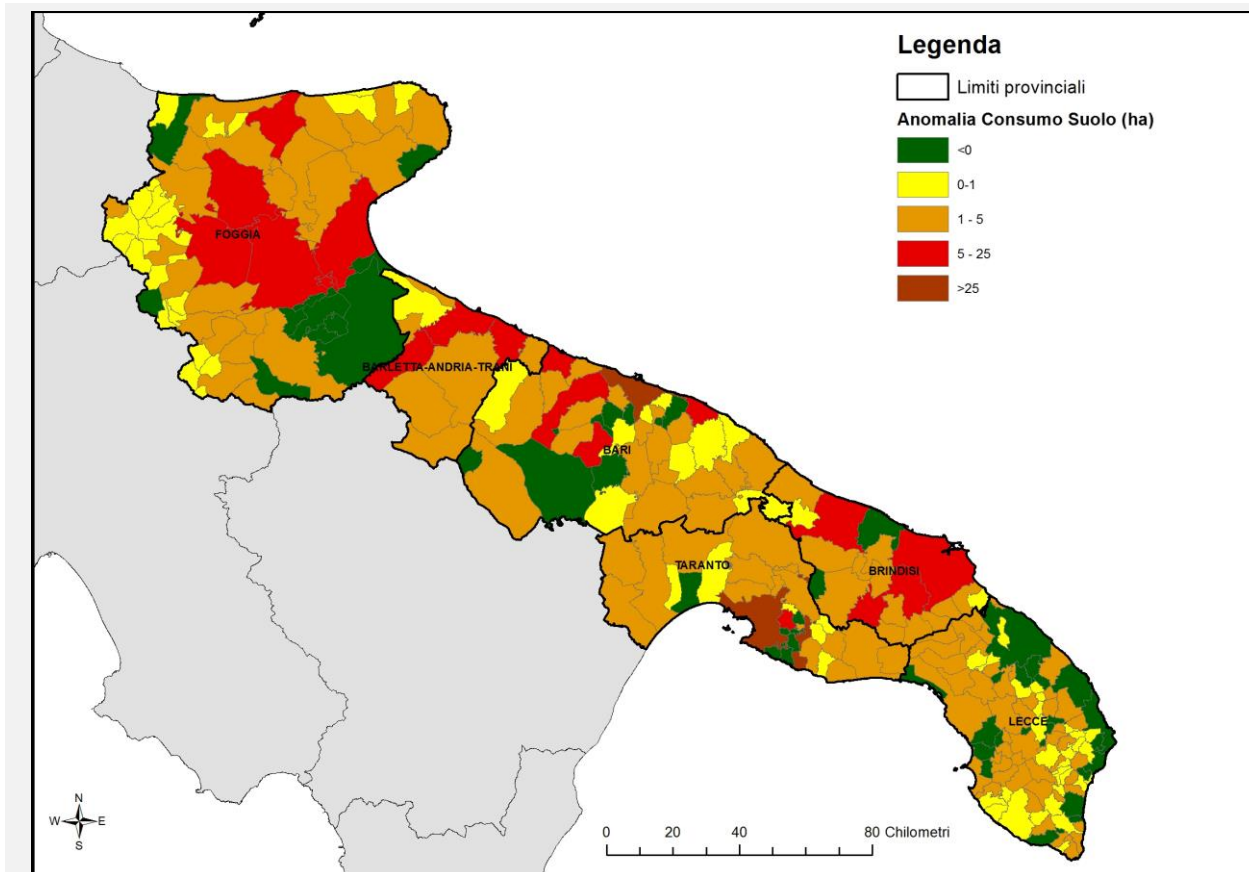 Legenda
Limiti provinciali
Anomalia Consumo Suolo (ha)
<0
0-1
1 - 5
5 - 25
>25
FOGGIA
BARLETTA-ANDRIA-TRANI
BARI
TARANTO
BRINDISI
LECCE
N
W E
S
0 20 40 80 Chilometri